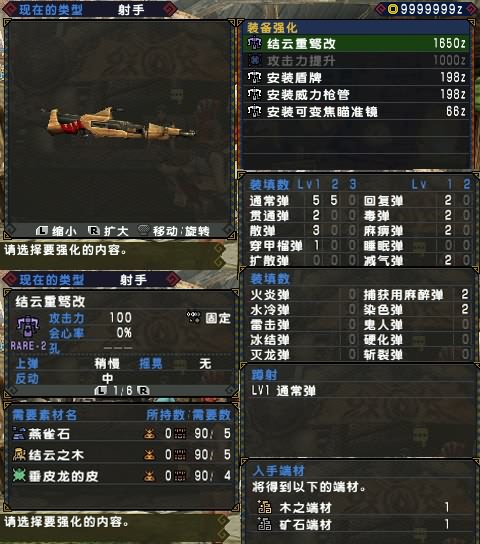 现在的类型 射手
9999999z
装备强化
结云重弩改 1650z
攻击力提升 1000z
安装盾牌 198z
安装威力枪管 198z
安装可变焦瞄准镜 66z
L 缩小 R 扩大 移动/旋转
请选择要强化的内容。
装填数 Lv1 2 3 Lv 1 2
通常弹 5 5 0 回复弹 2 0
贯通弹 2 0 0 毒弹 2 0
散弹 3 0 0 麻痹弹 2 0
穿甲榴弹 1 0 0 睡眠弹 0 0
扩散弹 0 0 0 减气弹 2 0
现在的类型 射手
结云重弩改
攻击力 100 固定
会心率 0%
RARE-2 孔 ---
上弹 稍慢 摇晃 无
反动 中
L 1/6 R
装填数
火炎弹 0 捕获用麻醉弹 2
水冷弹 0 染色弹 2
雷击弹 0 鬼人弹 0
冰结弹 0 硬化弹 0
灭龙弹 0 斩裂弹 0
蹲射
LV1 通常弹
需要素材名 所持数/需要数
燕雀石 0 90/ 5
结云之木 0 90/ 5
垂皮龙的皮 0 90/ 4
请选择要强化的内容。
入手端材
将得到以下的端材。
木之端材 1
矿石端材 1